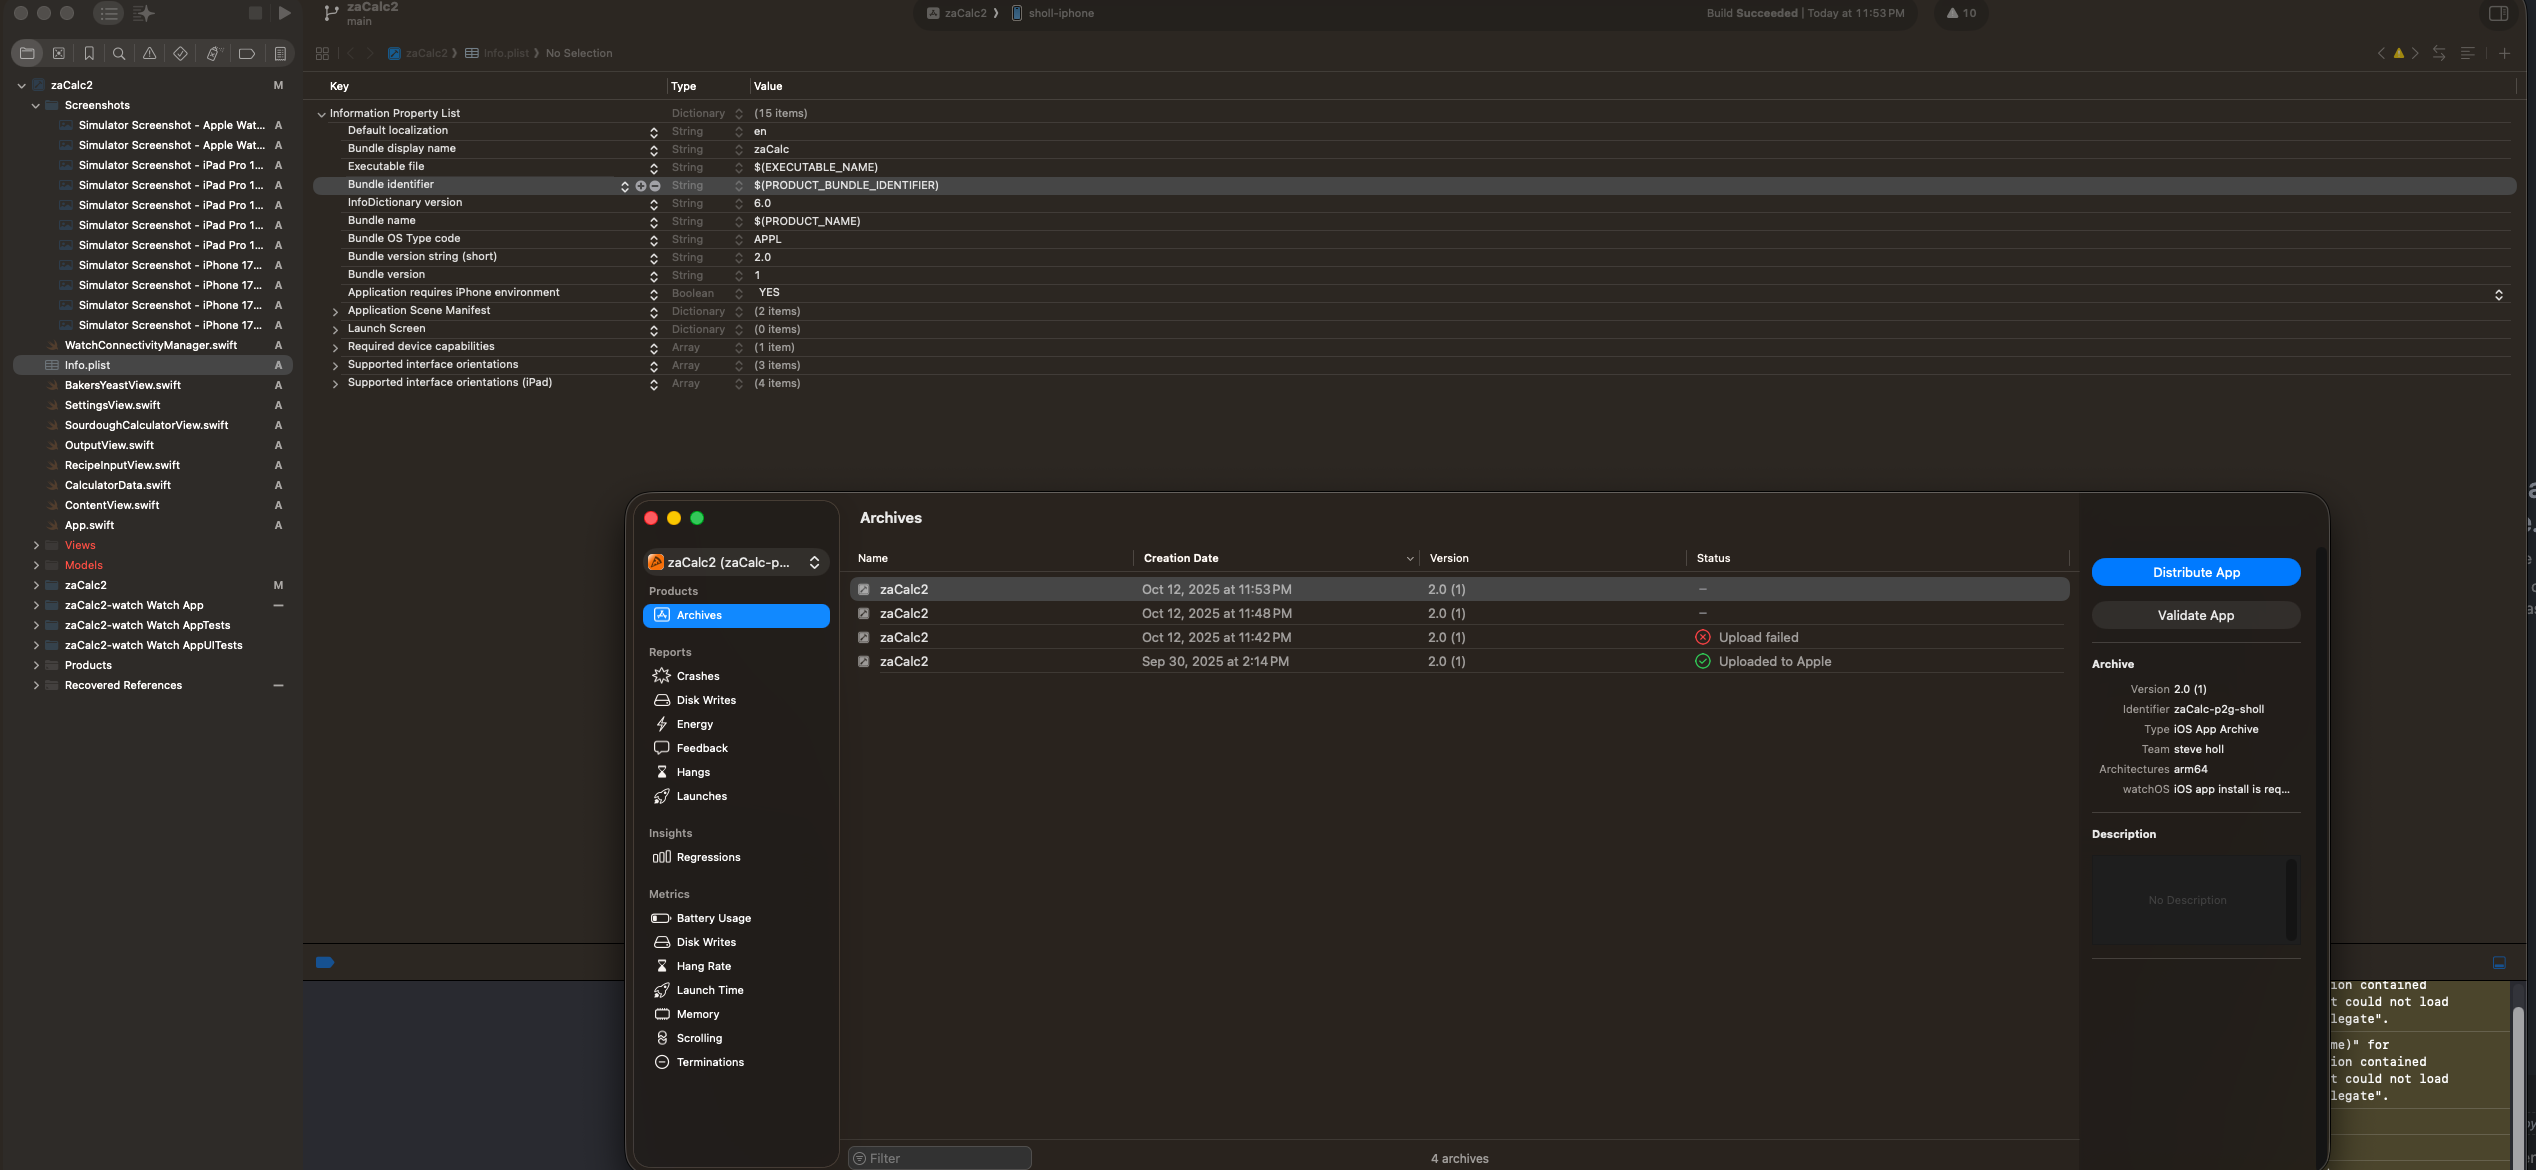 zaCalc2
main
zaCalc2 ❯ sholl-iphone
Build Succeeded | Today at 11:53 PM
10
zaCalc2 ❯ Info.plist ❯ No Selection
zaCalc2 M
Screenshots
Simulator Screenshot - Apple Wat... A
Simulator Screenshot - Apple Wat... A
Simulator Screenshot - iPad Pro 1... A
Simulator Screenshot - iPad Pro 1... A
Simulator Screenshot - iPad Pro 1... A
Simulator Screenshot - iPad Pro 1... A
Simulator Screenshot - iPad Pro 1... A
Simulator Screenshot - iPhone 17... A
Simulator Screenshot - iPhone 17... A
Simulator Screenshot - iPhone 17... A
Simulator Screenshot - iPhone 17... A
WatchConnectivityManager.swift A
Info.plist A
BakersYeastView.swift A
SettingsView.swift A
SourdoughCalculatorView.swift A
OutputView.swift A
RecipeInputView.swift A
CalculatorData.swift A
ContentView.swift A
App.swift A
Views
Models
zaCalc2 M
zaCalc2-watch Watch App
zaCalc2-watch Watch AppTests
zaCalc2-watch Watch AppUITests
Products
Recovered References
Key Type Value
Information Property List Dictionary (15 items)
Default localization String en
Bundle display name String zaCalc
Executable file String $(EXECUTABLE_NAME)
Bundle identifier String $(PRODUCT_BUNDLE_IDENTIFIER)
InfoDictionary version String 6.0
Bundle name String $(PRODUCT_NAME)
Bundle OS Type code String APPL
Bundle version string (short) String 2.0
Bundle version String 1
Application requires iPhone environment Boolean YES
Application Scene Manifest Dictionary (2 items)
Launch Screen Dictionary (0 items)
Required device capabilities Array (1 item)
Supported interface orientations Array (3 items)
Supported interface orientations (iPad) Array (4 items)
zaCalc2 (zaCalc-p...
Products
Archives
Reports
Crashes
Disk Writes
Energy
Feedback
Hangs
Launches
Insights
Regressions
Metrics
Battery Usage
Disk Writes
Hang Rate
Launch Time
Memory
Scrolling
Terminations
Archives
Name Creation Date Version Status
zaCalc2 Oct 12, 2025 at 11:53 PM 2.0 (1) –
zaCalc2 Oct 12, 2025 at 11:48 PM 2.0 (1) –
zaCalc2 Oct 12, 2025 at 11:42 PM 2.0 (1) Upload failed
zaCalc2 Sep 30, 2025 at 2:14 PM 2.0 (1) Uploaded to Apple
Filter
4 archives
Distribute App
Validate App
Archive
Version 2.0 (1)
Identifier zaCalc-p2g-sholl
Type iOS App Archive
Team steve holl
Architectures arm64
watchOS iOS app install is req...
Description
No Description
ion contained
t could not load
legate".
me)" for
ion contained
t could not load
legate".